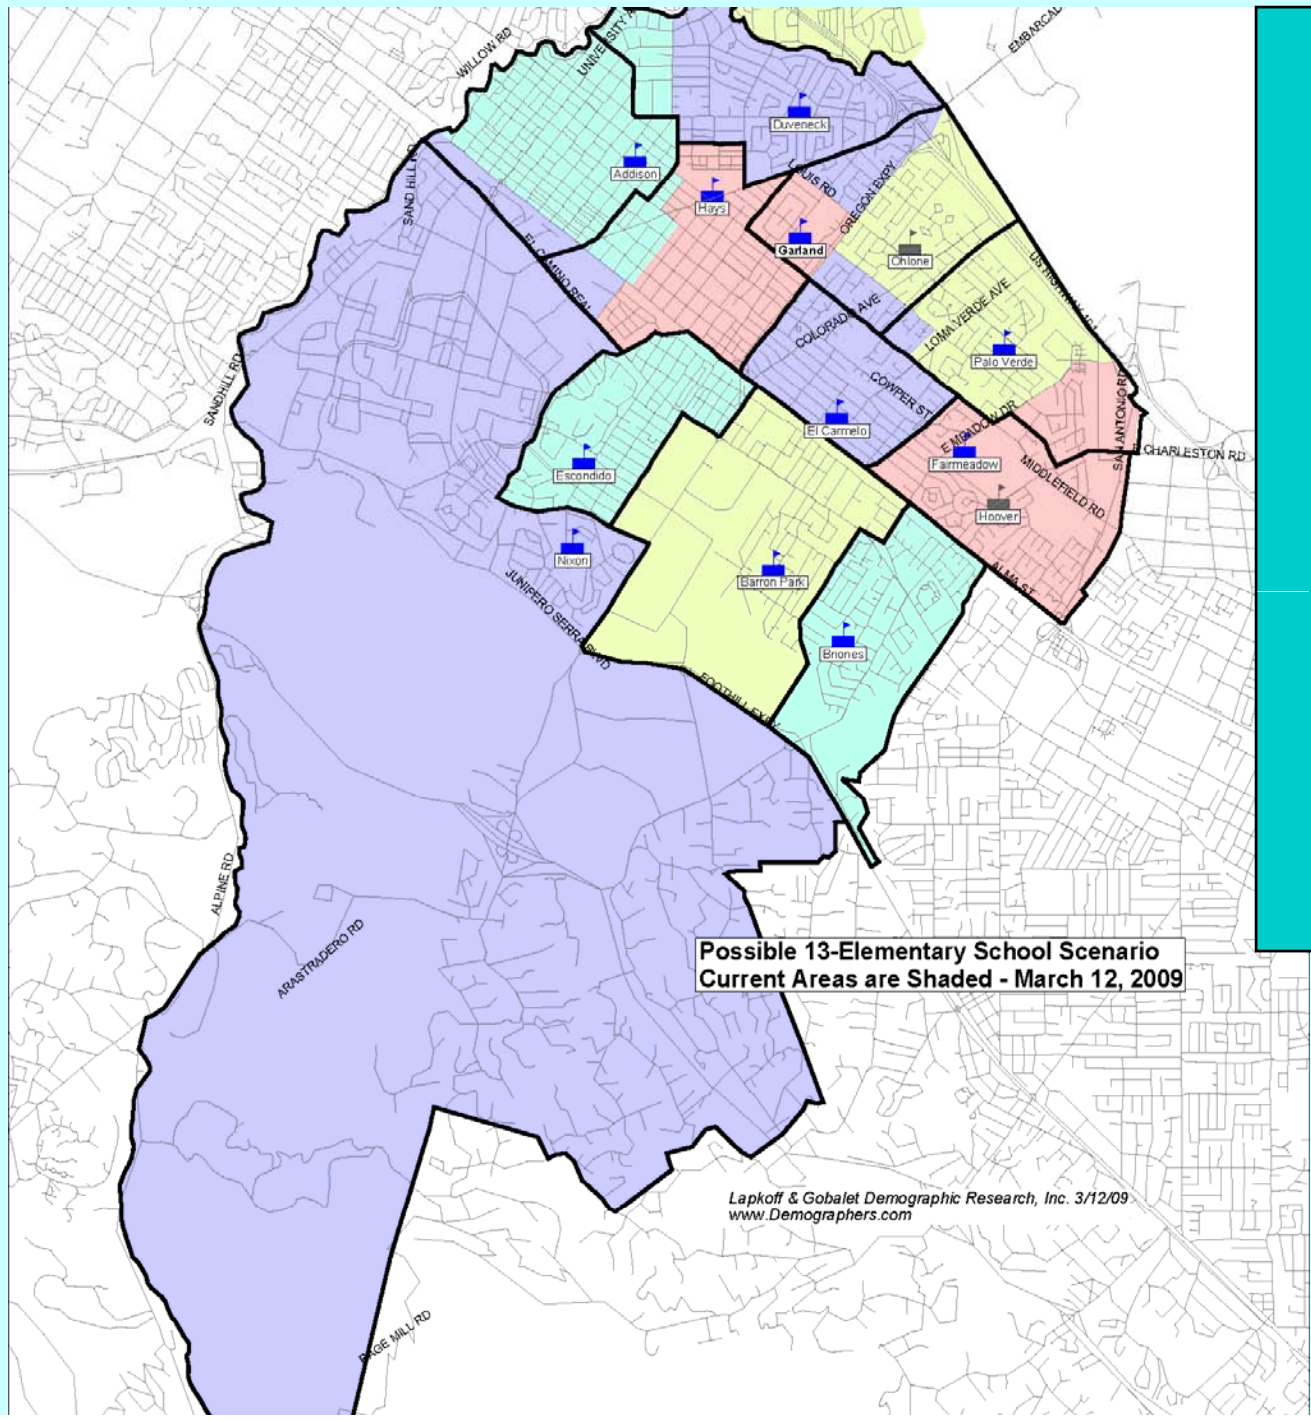 WILLOW RD
UNIVERSITY A
EMBARCAD
Duveneck
Addison
LOUIS RD
Hays
OREGON EXPY
SAND HILL RD
Garland
Ohlone
EL CAMINO REAL
US HIGHWAY 101
COLORADO AVE
LOMA VERDE AVE
Palo Verde
SANDHILL RD
COWPER ST
El Carmelo
E MEADOW DR
SAN ANTONIO RD
E CHARLESTON RD
Fairmeadow
MIDDLEFIELD RD
Escondido
Hoover
Nixon
Barron Park
ALMA ST
JUNIPERO SERRA BLVD
Briones
FOOTHILL EXPY
ALPINE RD
ARASTRADERO RD
Possible 13-Elementary School Scenario
Current Areas are Shaded - March 12, 2009
Lapkoff & Gobalet Demographic Research, Inc. 3/12/09
www.Demographers.com
PAGE MILL RD